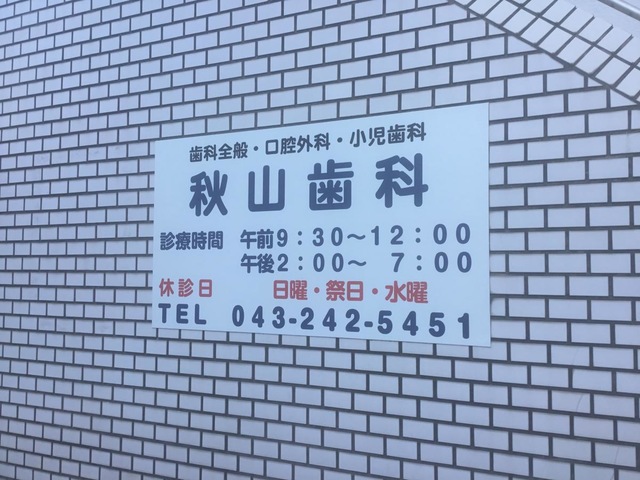 歯科全般・口腔外科・小児歯科
秋山歯科
診療時間 午前9:30〜12:00
午後2:00〜 7:00
休診日 日曜・祭日・水曜
TEL 043-242-5451